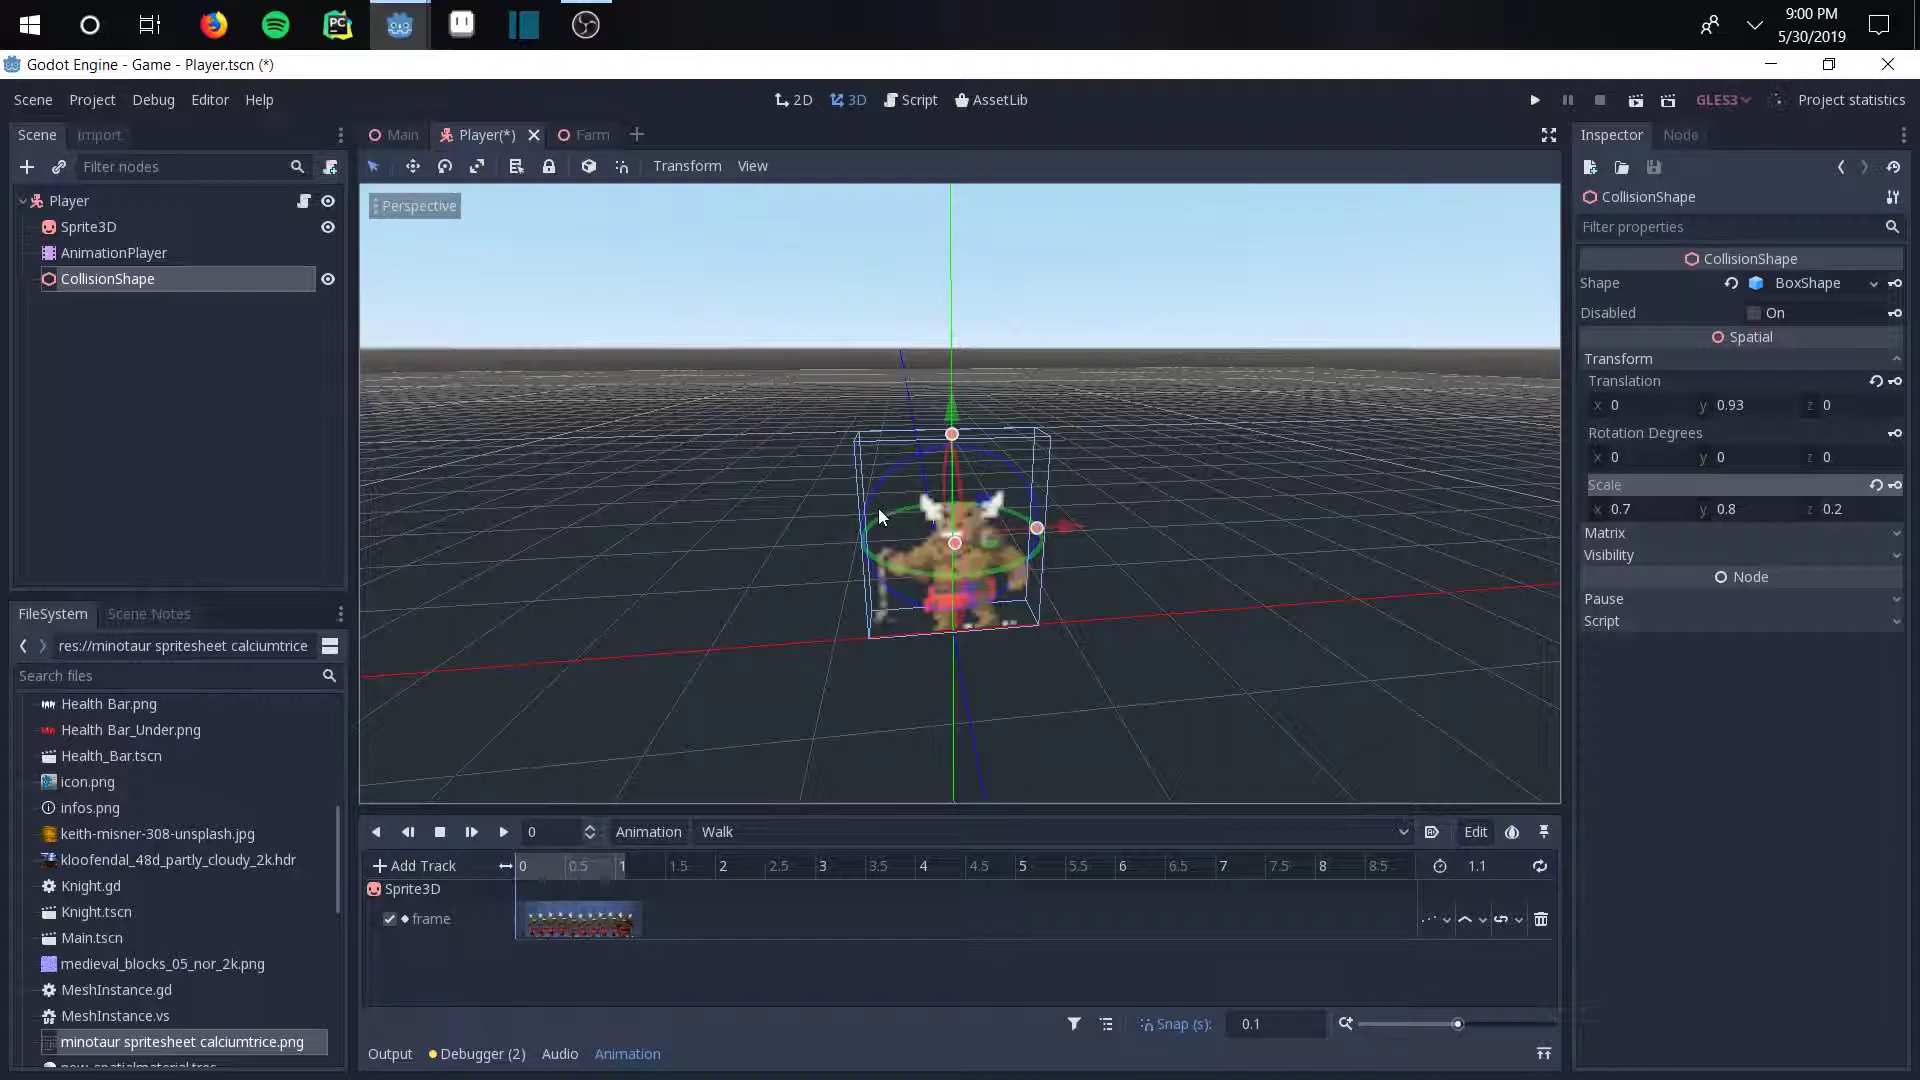 9:00 PM
5/30/2019
PC
Godot Engine - Game - Player.tscn (*)
Scene Project Debug Editor Help
2D 3D Script AssetLib
GLES3 Project statistics
Scene Import
Main Player(*) Farm
Inspector Node
Filter nodes
Transform View
Player
Sprite3D
AnimationPlayer
CollisionShape
Perspective
CollisionShape
Filter properties
CollisionShape
Shape BoxShape
Disabled On
Spatial
Transform
Translation
x 0 y 0.93 z 0
Rotation Degrees
x 0 y 0 z 0
Scale
x 0.7 y 0.8 z 0.2
Matrix
Visibility
Node
Pause
Script
FileSystem Scene Notes
res://minotaur spritesheet calciumtrice
Search files
Health Bar.png
Health Bar_Under.png
Health_Bar.tscn
icon.png
infos.png
keith-misner-308-unsplash.jpg
kloofendal_48d_partly_cloudy_2k.hdr
Knight.gd
Knight.tscn
Main.tscn
medieval_blocks_05_nor_2k.png
MeshInstance.gd
MeshInstance.vs
minotaur spritesheet calciumtrice.png
0 Animation Walk Edit
Add Track 0 0.5 1 1.5 2 2.5 3 3.5 4 4.5 5 5.5 6 6.5 7 7.5 8 8.5 1.1
Sprite3D
frame
Snap (s): 0.1
Output Debugger (2) Audio Animation